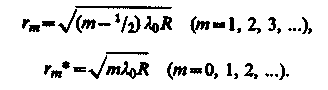 r_m = √((m − 1/2) λ₀R) (m = 1, 2, 3, ...),
r_m* = √(mλ₀R) (m = 0, 1, 2, ...).